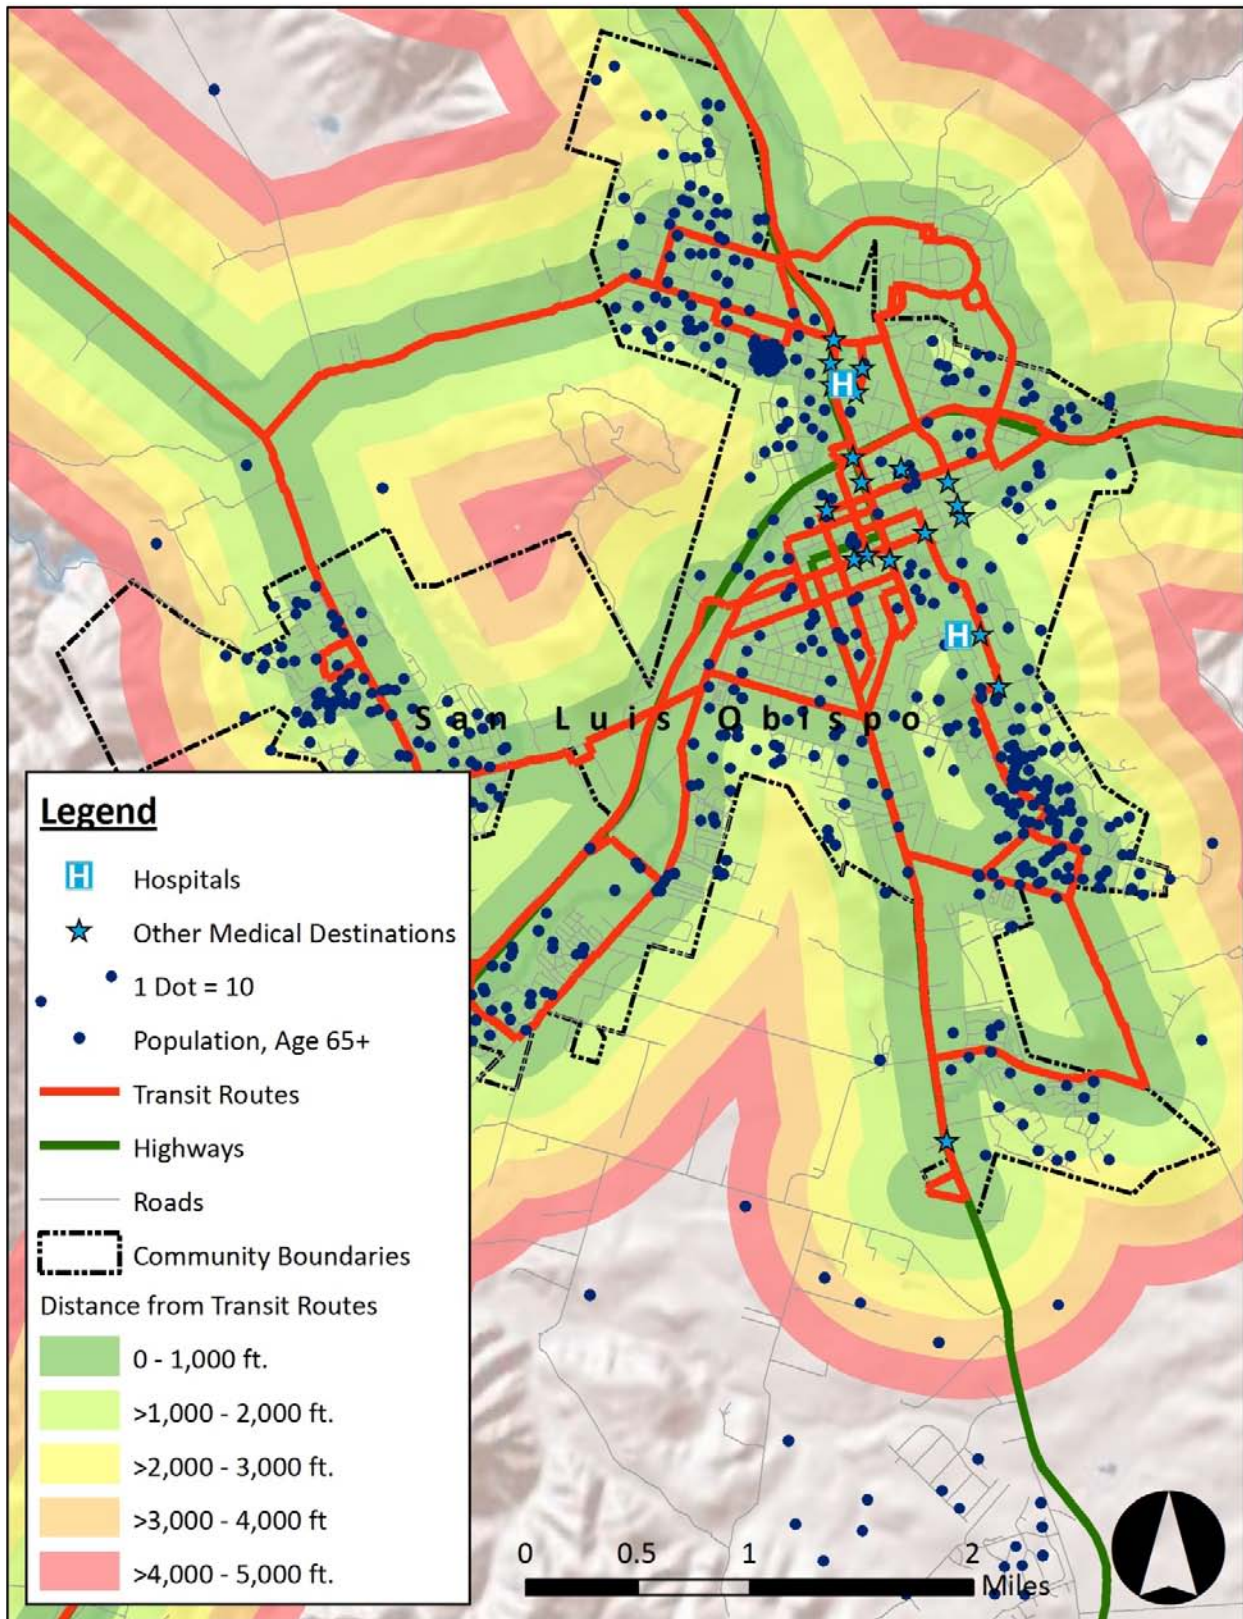 H
H
San Luis Obispo
Legend
H Hospitals
Other Medical Destinations
1 Dot = 10
Population, Age 65+
Transit Routes
Highways
Roads
Community Boundaries
Distance from Transit Routes
0 - 1,000 ft.
>1,000 - 2,000 ft.
>2,000 - 3,000 ft.
>3,000 - 4,000 ft
>4,000 - 5,000 ft.
0 0.5 1 2
Miles